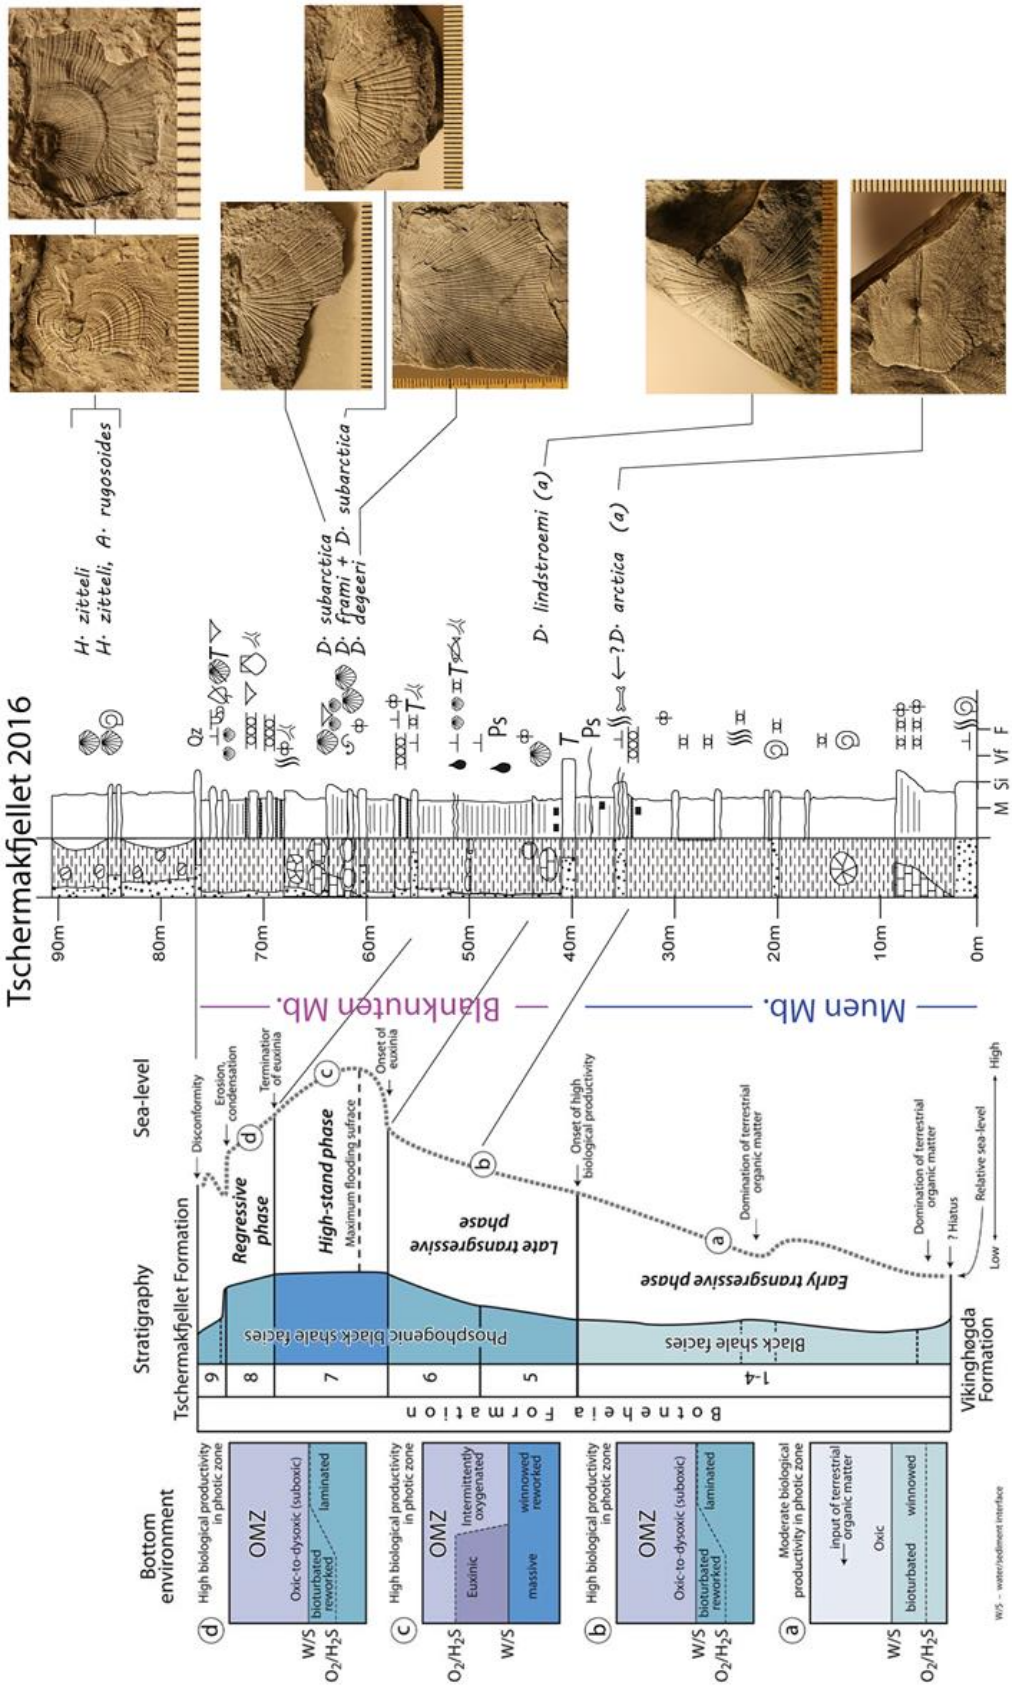 Tschermakfjellet 2016
Bottom
environment
Stratigraphy
Sea-level
d
High biological productivity
in photic zone
OMZ
Oxic-to-dysoxic (suboxic)
bioturbated
reworked
laminated
W/S
O2/H2S
c
High biological productivity
in photic zone
OMZ
Intermittently
oxygenated
Euxinic
massive
winnowed
reworked
O2/H2S
W/S
b
High biological productivity
in photic zone
OMZ
Oxic-to-dysoxic (suboxic)
bioturbated
reworked
laminated
W/S
O2/H2S
a
Moderate biological
productivity in photic zone
input of terrestrial
organic matter
Oxic
bioturbated
winnowed
W/S
O2/H2S
W/S – water/sediment interface
Tschermakfjellet Formation
Botneheia Formation
9
8
7
6
5
1-4
Phosphogenic black shale facies
Black shale facies
Vikinghøgda
Formation
Regressive
phase
High-stand phase
Maximum flooding sufrace
Late transgressive
phase
Early transgressive phase
Disconformity
Erosion,
condensation
Terminatior
of euxinia
Onset of
euxinia
Onset of high
biological productivity
Domination of terrestrial
organic matter
Domination of terrestrial
organic matter
? Hiatus
Relative sea-level
Low
High
a
b
c
d
Blanknuten Mb.
Muen Mb.
90m
80m
70m
60m
50m
40m
30m
20m
10m
0m
M Si Vf F
Qz
T
T
T
Ps
T
Ps
H. zitteli
H. zitteli, A. rugosoides
D. subarctica
D. frami + D. subarctica
D. degeeri
D. lindstroemi (a)
?D. arctica (a)